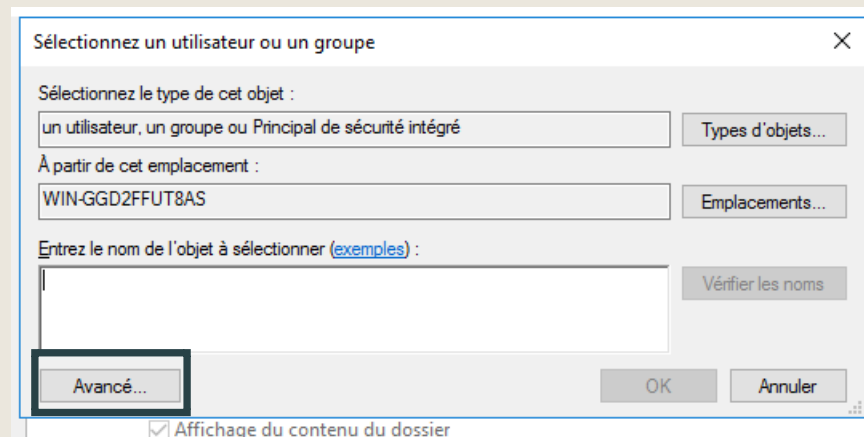 Sélectionnez un utilisateur ou un groupe
Sélectionnez le type de cet objet :
un utilisateur, un groupe ou Principal de sécurité intégré
Types d'objets...
À partir de cet emplacement :
WIN-GGD2FFUT8AS
Emplacements...
Entrez le nom de l'objet à sélectionner (exemples) :
Vérifier les noms
Avancé...
OK
Annuler
Affichage du contenu du dossier